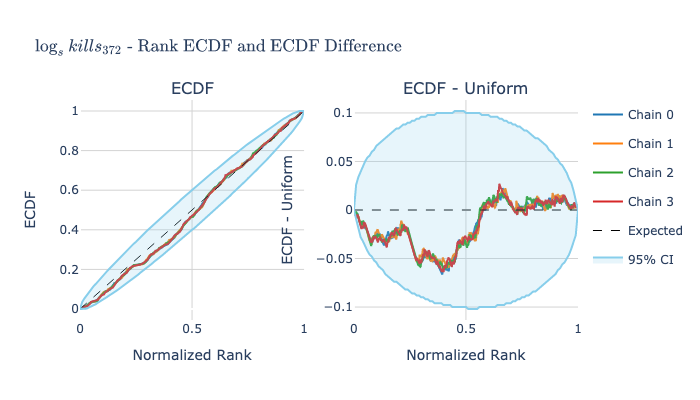 log_s kills_372 - Rank ECDF and ECDF Difference
ECDF
ECDF - Uniform
1
0.8
0.6
0.4
0.2
0
ECDF
0
0.5
1
Normalized Rank
0.1
0.05
0
−0.05
−0.1
ECDF - Uniform
0
0.5
1
Normalized Rank
Chain 0
Chain 1
Chain 2
Chain 3
Expected
95% CI